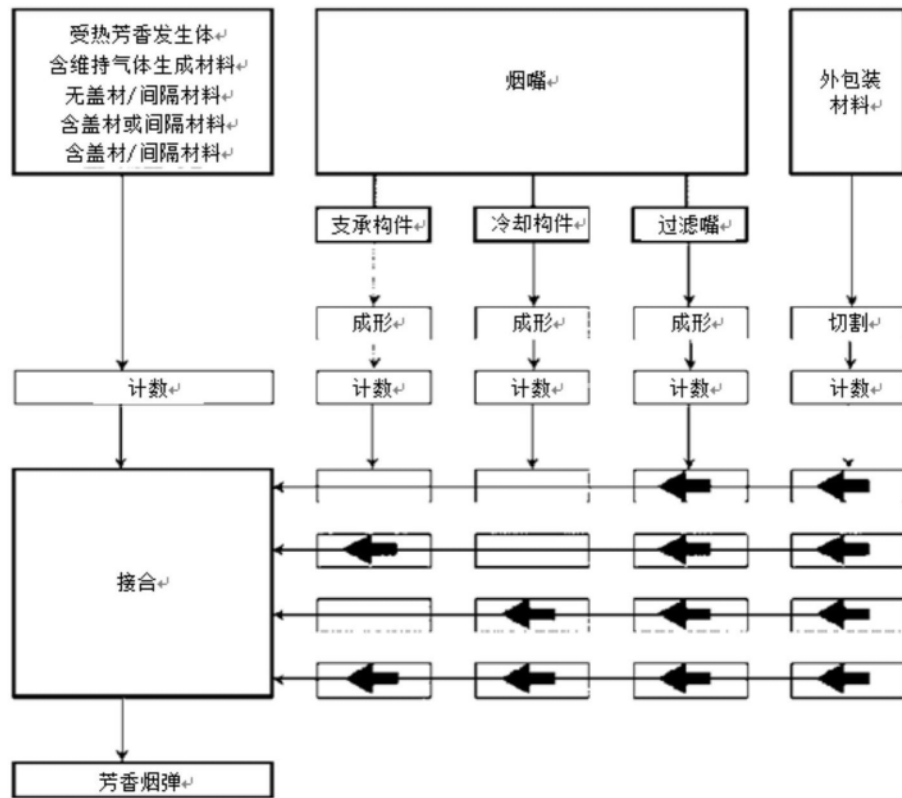 受热芳香发生体
含维持气体生成材料
无盖材/间隔材料
含盖材或间隔材料
含盖材/间隔材料
烟嘴
外包装
材料
支承构件
冷却构件
过滤嘴
成形
成形
成形
切割
计数
计数
计数
计数
计数
接合
芳香烟弹